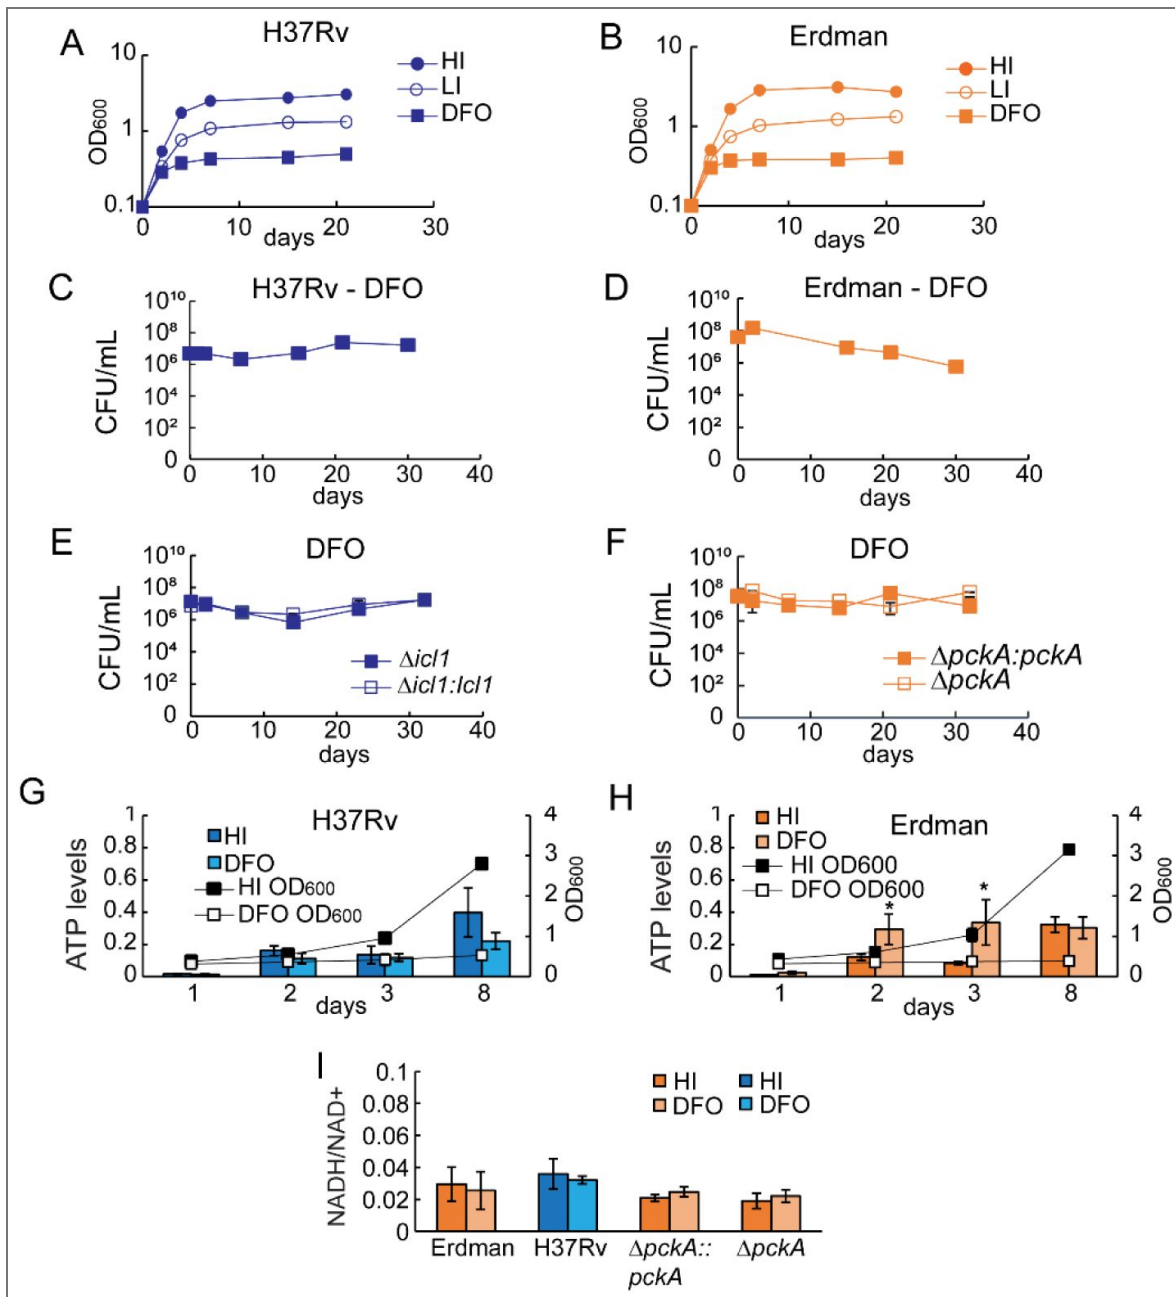 A
H37Rv
HI
LI
DFO
OD600
10
1
0.1
0 10 20 30
days
B
Erdman
HI
LI
DFO
OD600
10
1
0.1
0 10 20 30
days
C
H37Rv - DFO
CFU/mL
10¹⁰
10⁸
10⁶
10⁴
10²
0
0 10 20 30 40
days
D
Erdman - DFO
CFU/mL
10¹⁰
10⁸
10⁶
10⁴
10²
0
0 10 20 30 40
days
E
DFO
CFU/mL
10¹⁰
10⁸
10⁶
10⁴
10²
0
Δicl1
Δicl1:Icl1
0 10 20 30 40
days
F
DFO
CFU/mL
10¹⁰
10⁸
10⁶
10⁴
10²
0
ΔpckA:pckA
ΔpckA
0 10 20 30 40
days
G
H37Rv
HI
DFO
HI OD600
DFO OD600
ATP levels
1
0.8
0.6
0.4
0.2
0
OD600
4
3
2
1
0
1 2 3 8
days
H
Erdman
HI
DFO
HI OD600
DFO OD600
ATP levels
1
0.8
0.6
0.4
0.2
0
* *
OD600
4
3
2
1
0
1 2 3 8
days
I
HI HI
DFO DFO
NADH/NAD+
0.1
0.08
0.06
0.04
0.02
0
Erdman H37Rv ΔpckA:: ΔpckA
pckA